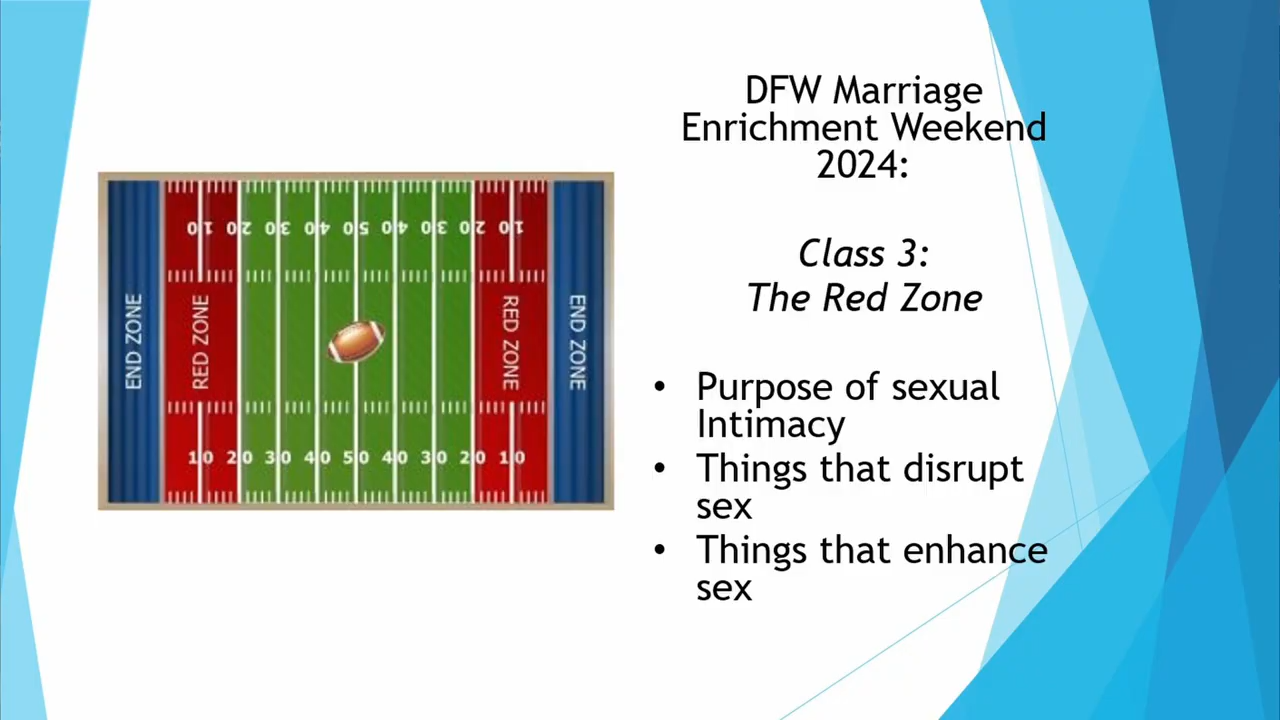 DFW Marriage
Enrichment Weekend
2024:
Class 3:
The Red Zone
• Purpose of sexual
Intimacy
• Things that disrupt
sex
• Things that enhance
sex
10 20 30 40 50 40 30 20 10
END ZONE
RED ZONE
RED ZONE
END ZONE
10 20 30 40 50 40 30 20 10